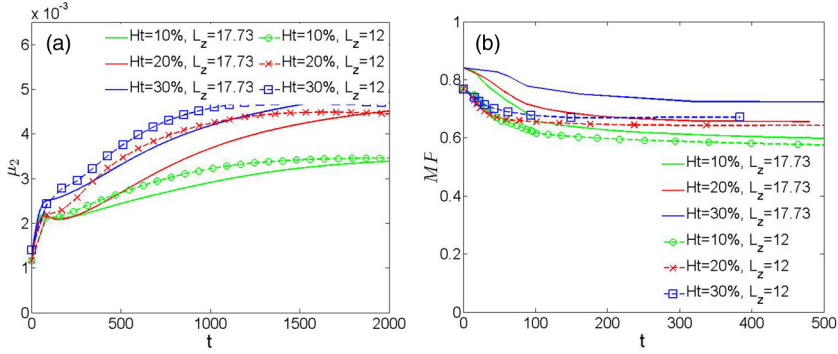 x 10⁻³
(a)
Ht=10%, Lz=17.73
Ht=20%, Lz=17.73
Ht=30%, Lz=17.73
Ht=10%, Lz=12
Ht=20%, Lz=12
Ht=30%, Lz=12
6
5
4
3
2
1
μ2
0
500
1000
1500
2000
t
(b)
1
0.8
0.6
0.4
0.2
0
MF
Ht=10%, Lz=17.73
Ht=20%, Lz=17.73
Ht=30%, Lz=17.73
Ht=10%, Lz=12
Ht=20%, Lz=12
Ht=30%, Lz=12
0
100
200
300
400
500
t